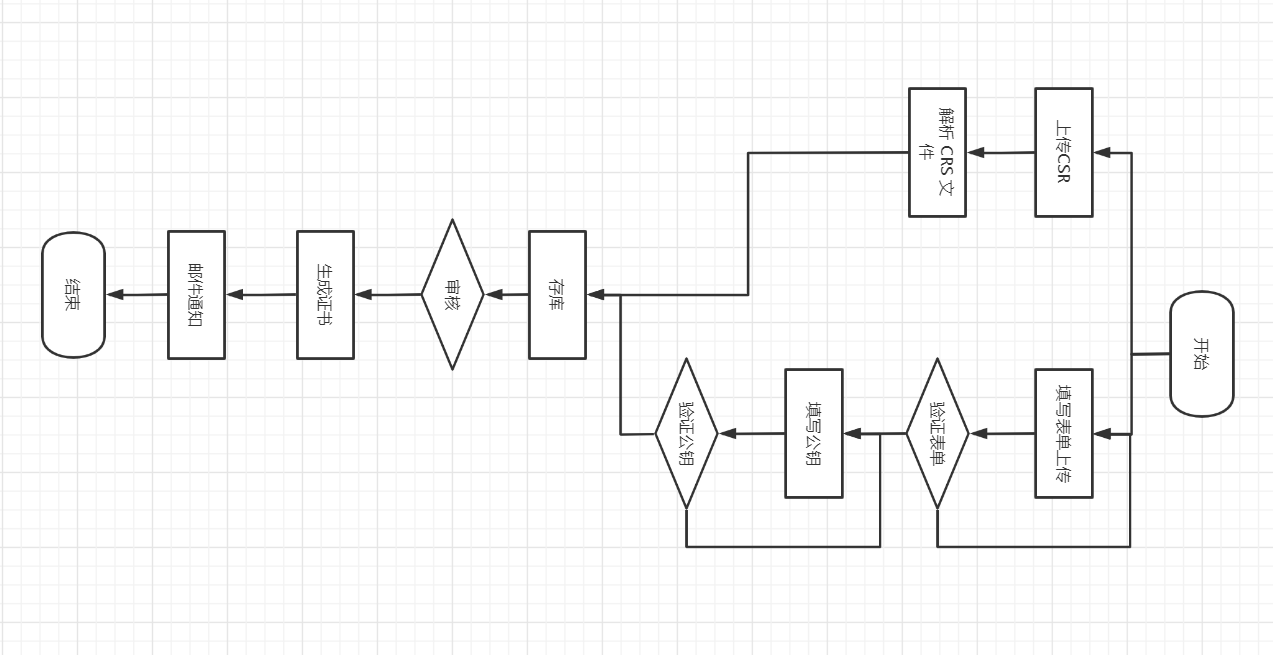 开始
上传CSR
解析 CRS 文
件
填写表单上传
验证表单
填写公钥
验证公钥
存库
审核
生成证书
邮件通知
结束